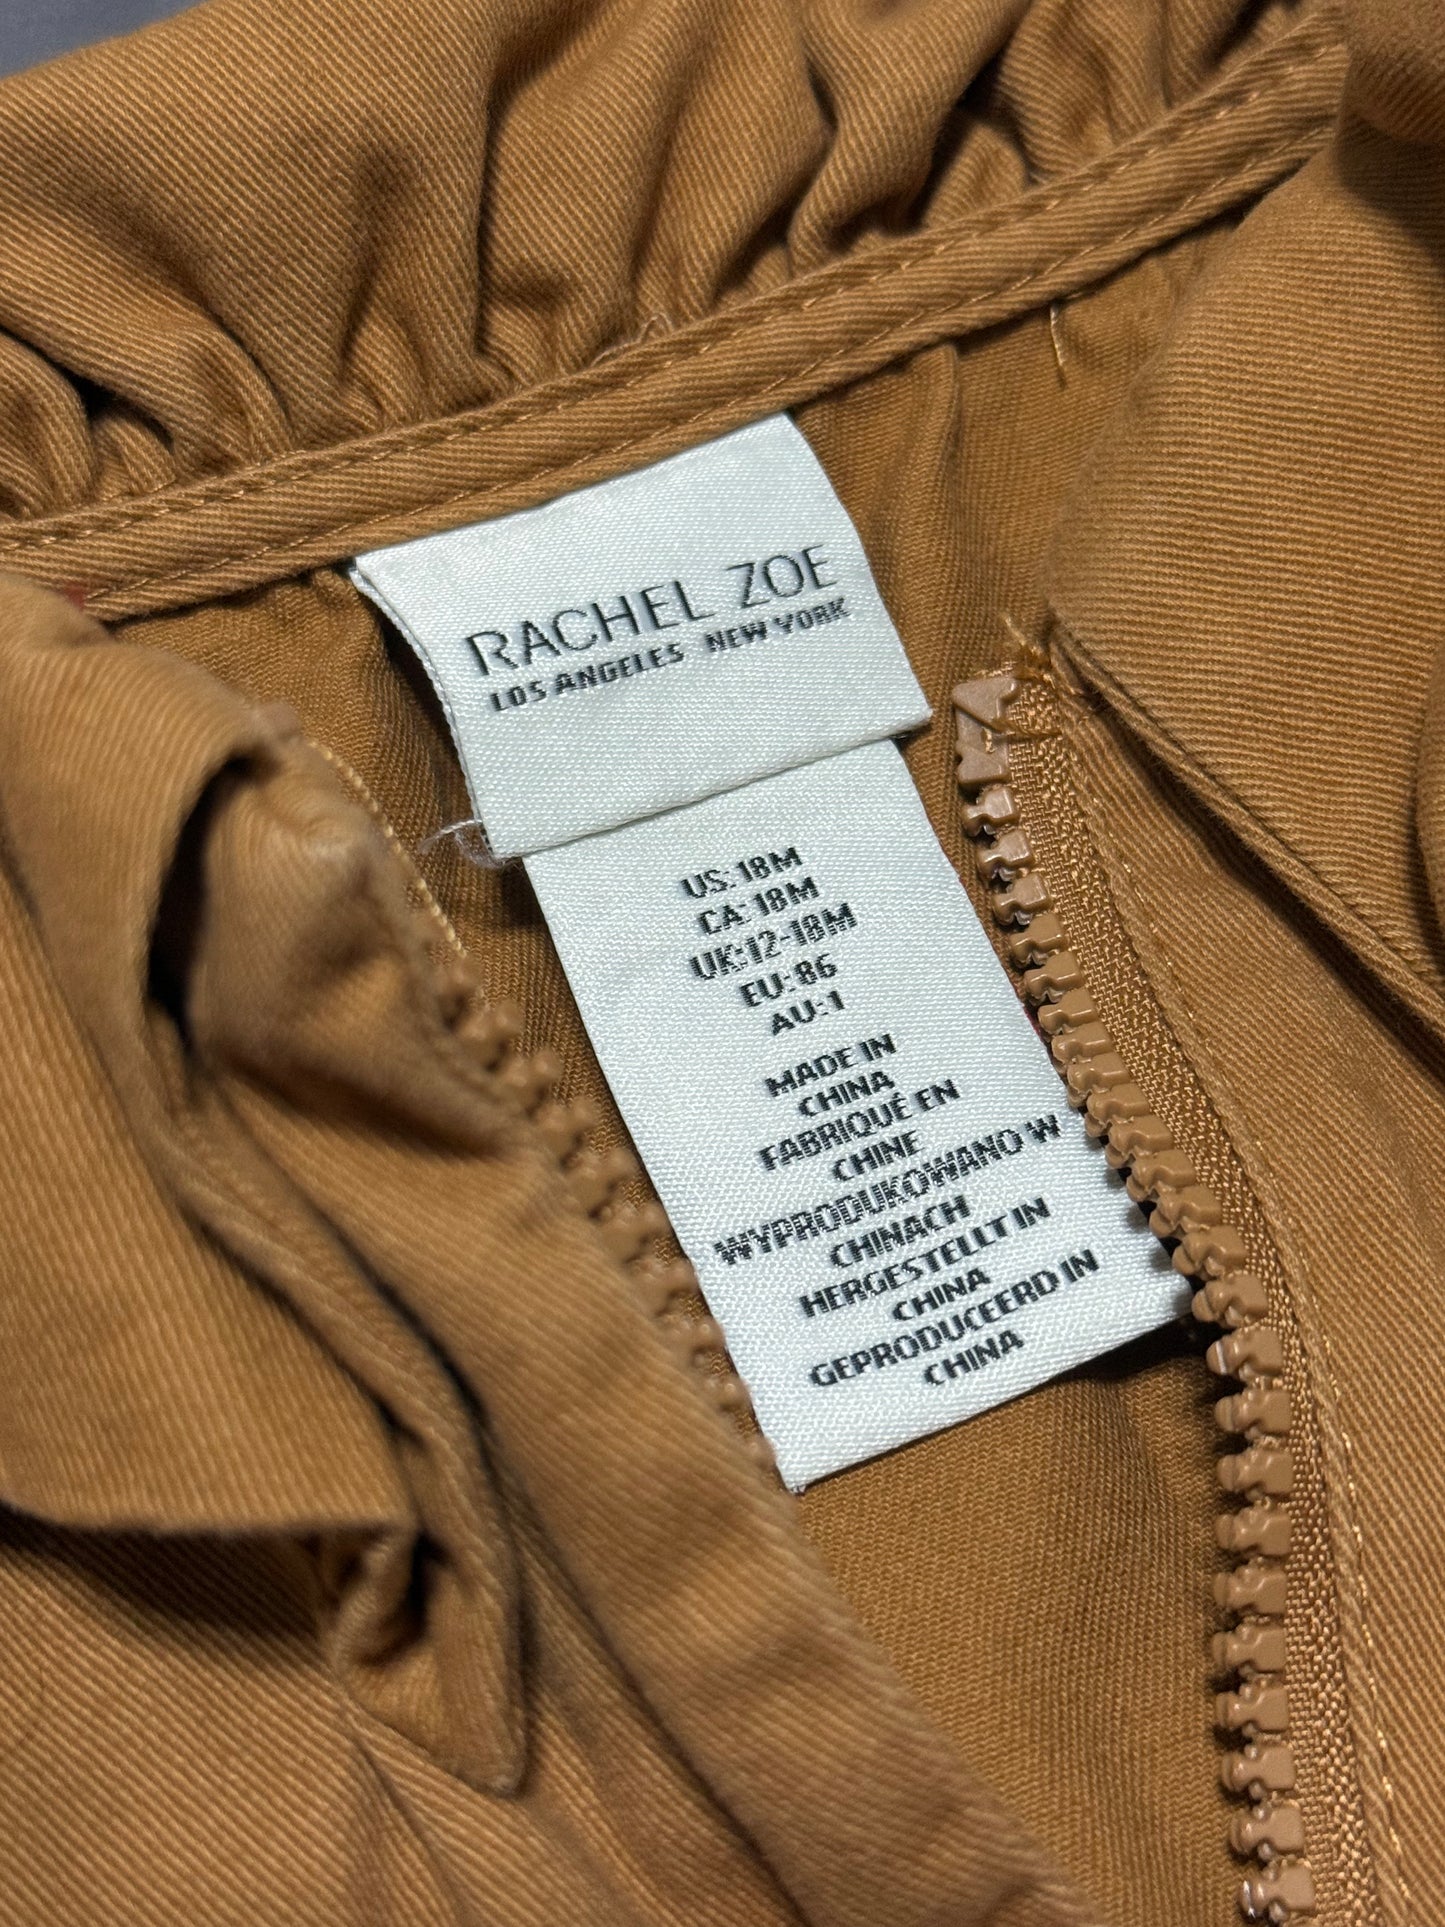 RACHEL ZOE
LOS ANGELES NEW YORK
US: 18M
CA: 18M
UK:12-18M
EU: 86
AU: 1
MADE IN
CHINA
FABRIQUÉ EN
CHINE
WYPRODUKOWANO W
CHINACH
HERGESTELLT IN
CHINA
GEPRODUCEERD IN
CHINA